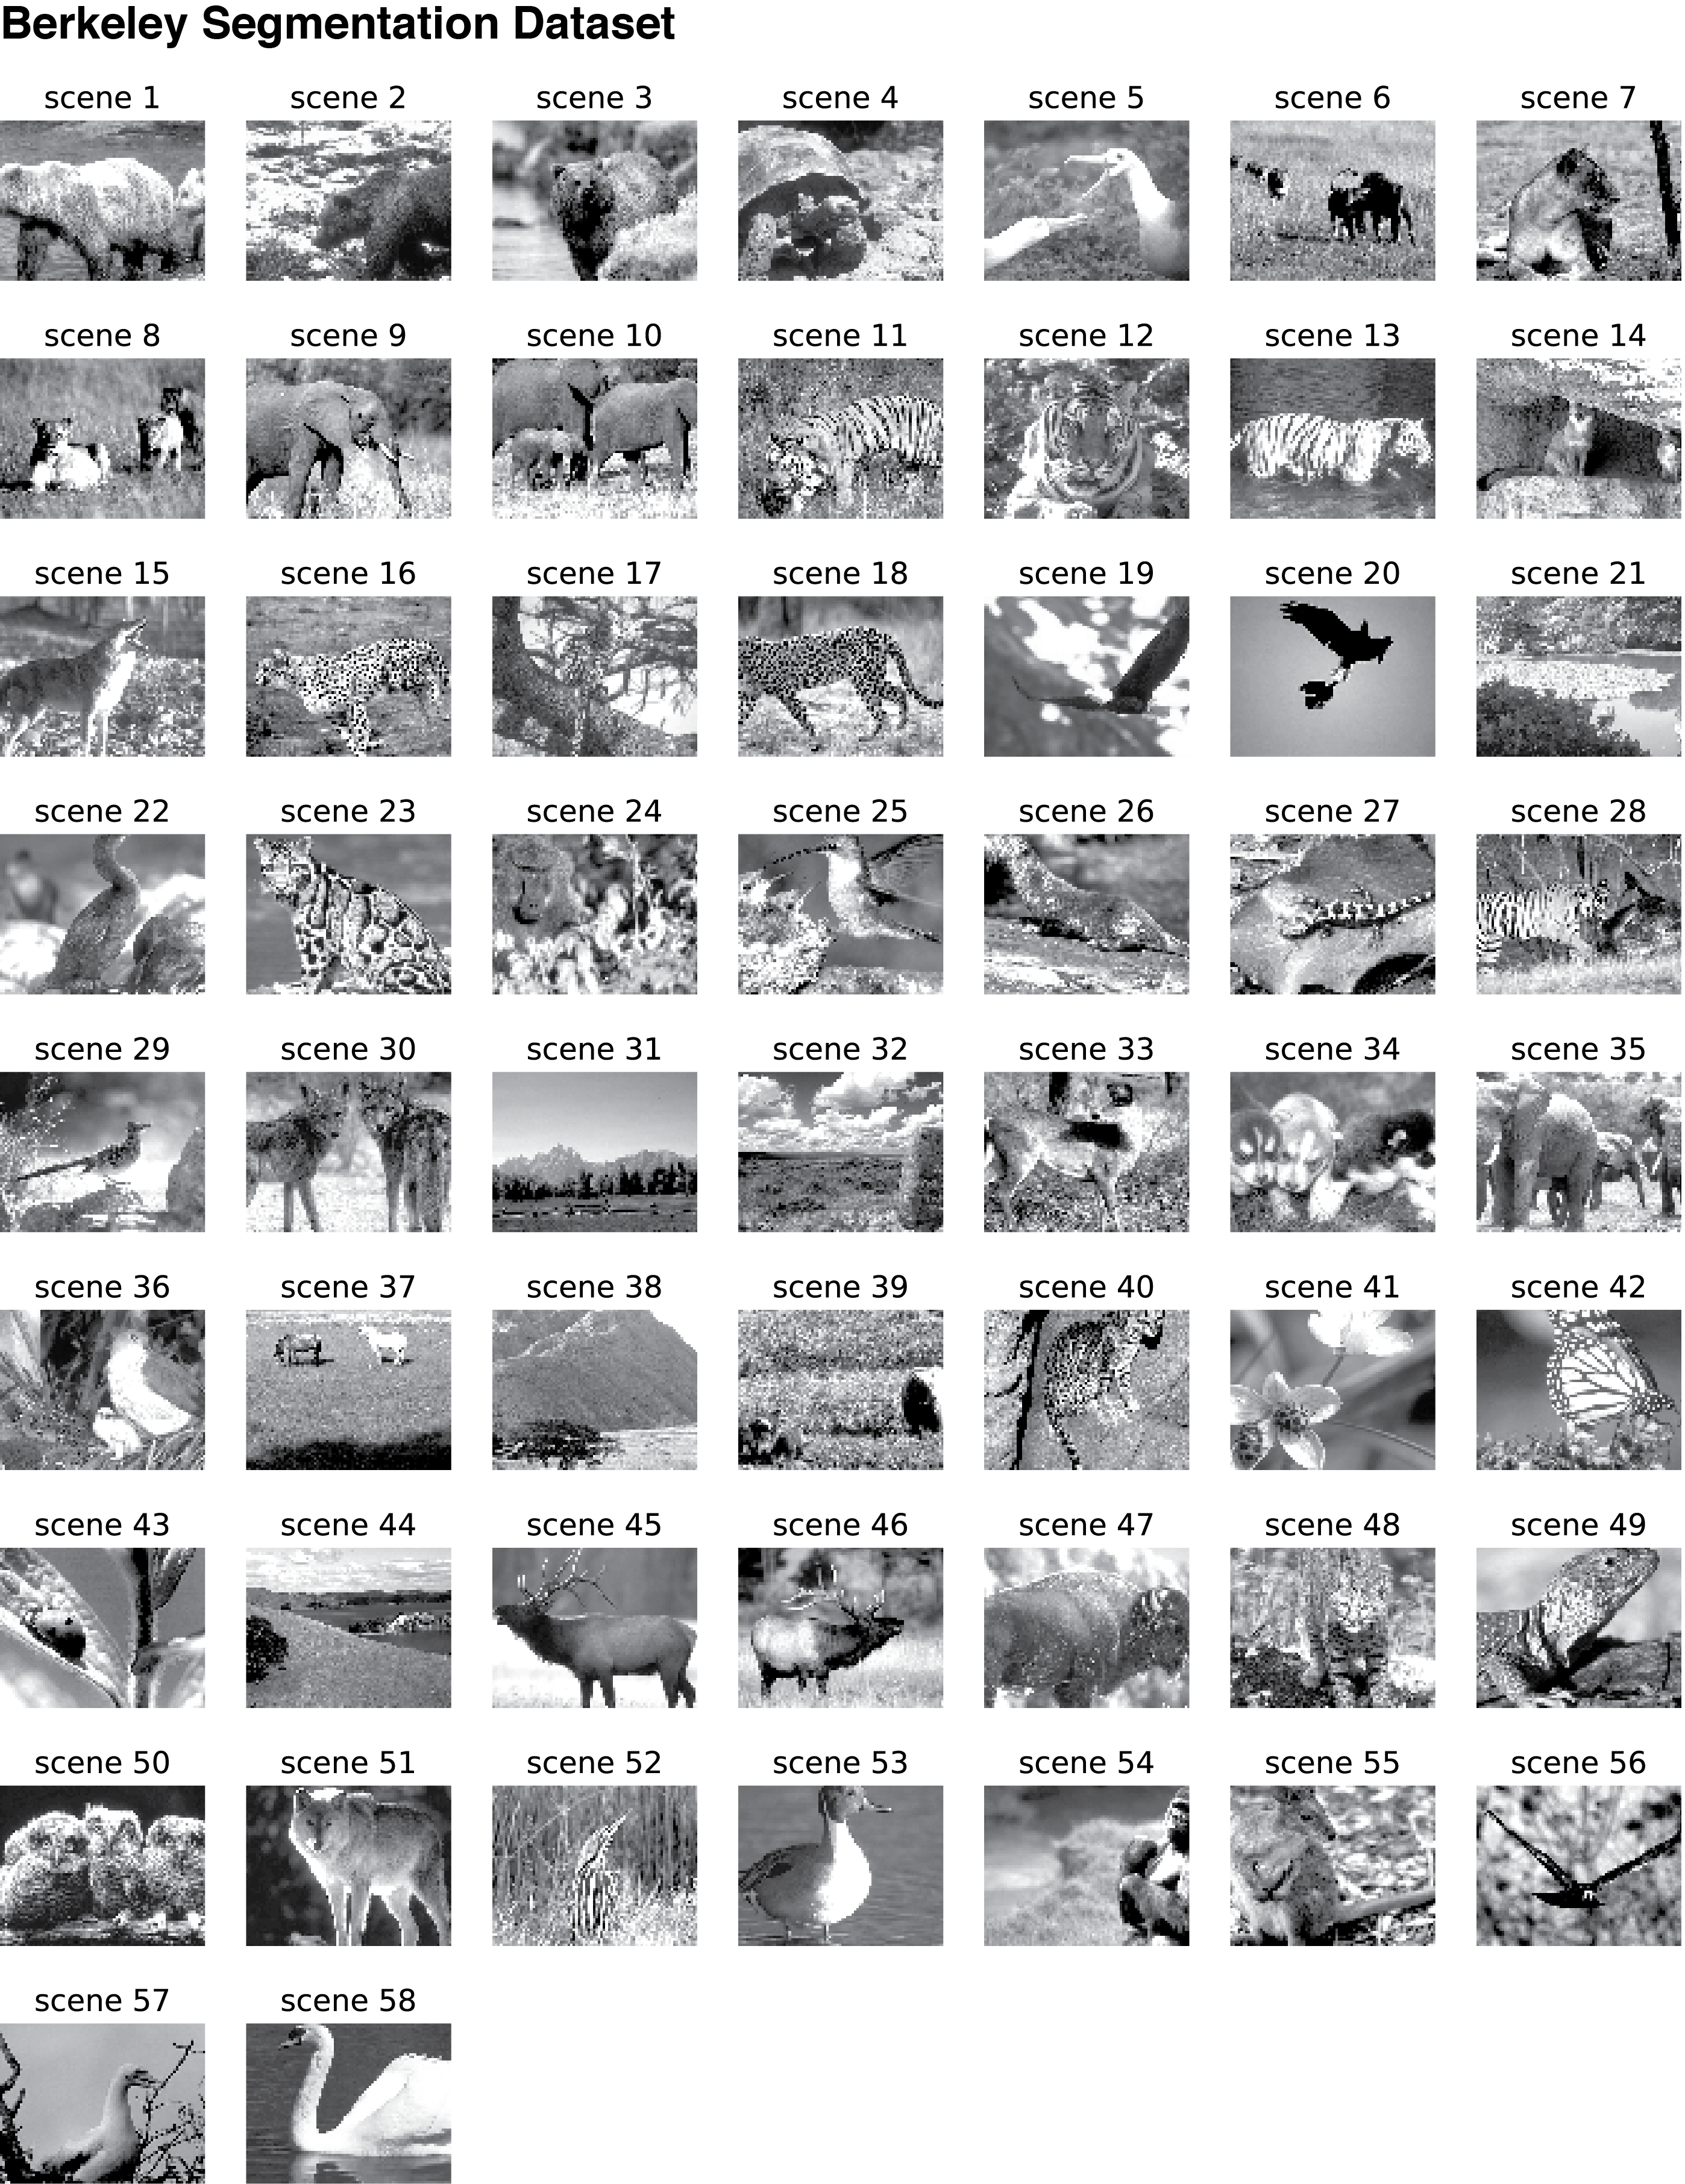 Berkeley Segmentation Dataset
scene 1 scene 2 scene 3 scene 4 scene 5 scene 6 scene 7
scene 8 scene 9 scene 10 scene 11 scene 12 scene 13 scene 14
scene 15 scene 16 scene 17 scene 18 scene 19 scene 20 scene 21
scene 22 scene 23 scene 24 scene 25 scene 26 scene 27 scene 28
scene 29 scene 30 scene 31 scene 32 scene 33 scene 34 scene 35
scene 36 scene 37 scene 38 scene 39 scene 40 scene 41 scene 42
scene 43 scene 44 scene 45 scene 46 scene 47 scene 48 scene 49
scene 50 scene 51 scene 52 scene 53 scene 54 scene 55 scene 56
scene 57 scene 58